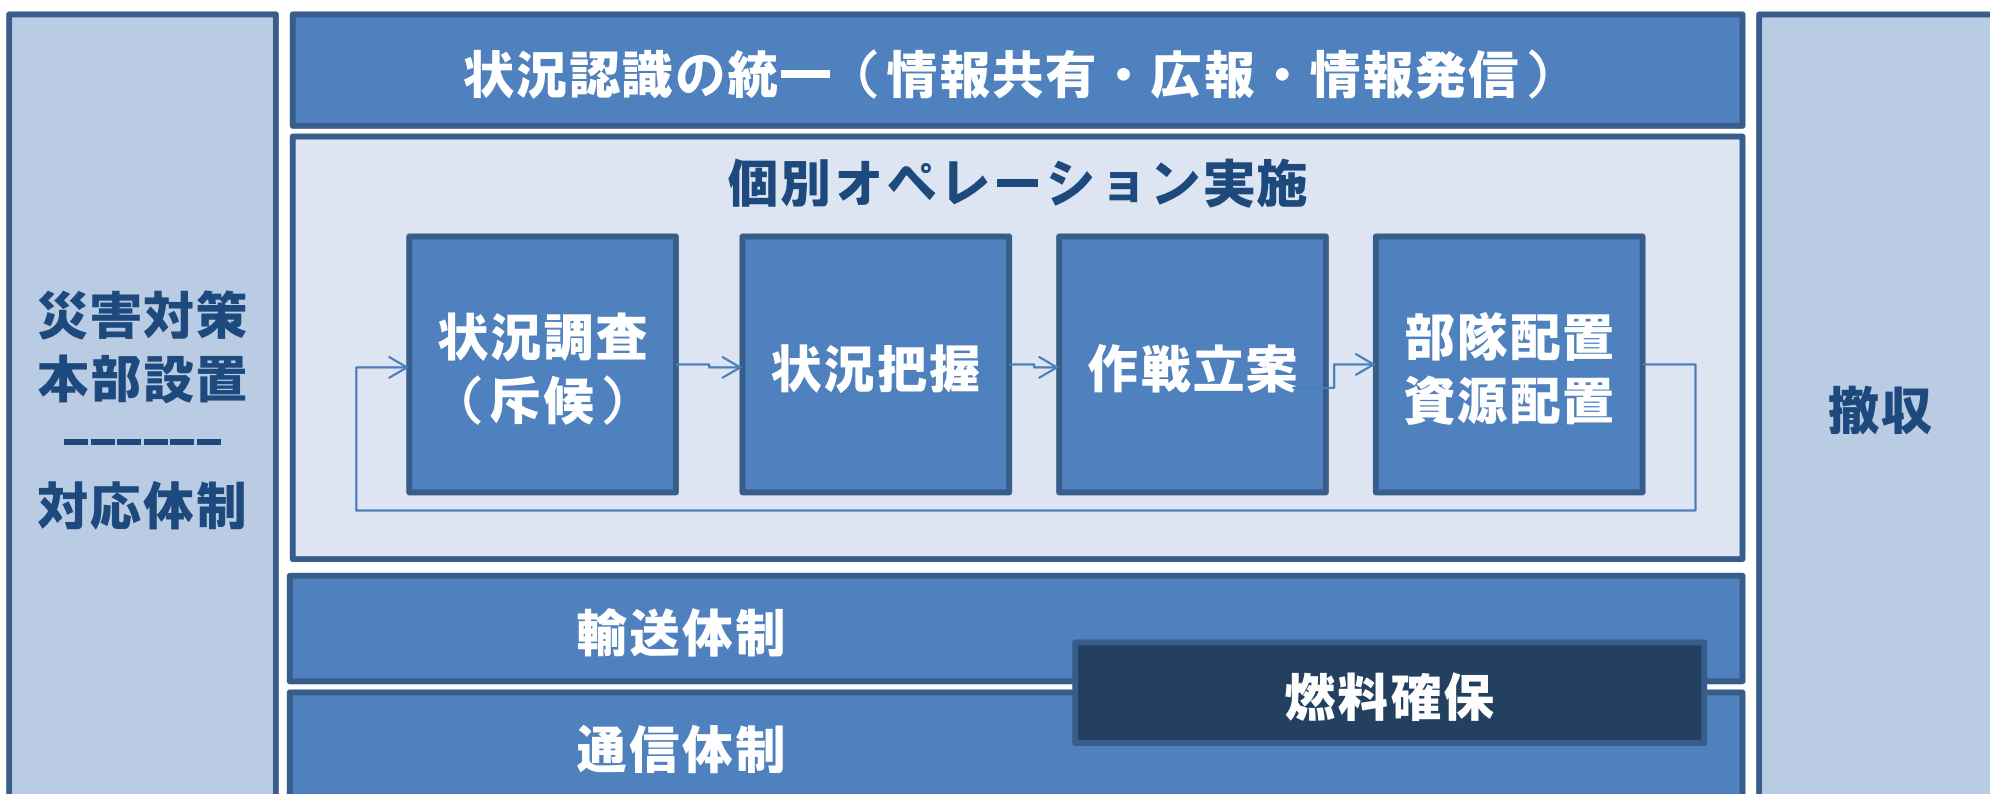 災害対策
本部設置
------
対応体制
状況認識の統一（情報共有・広報・情報発信）
個別オペレーション実施
状況調査
（斥候）
状況把握
作戦立案
部隊配置
資源配置
輸送体制
燃料確保
通信体制
撤収